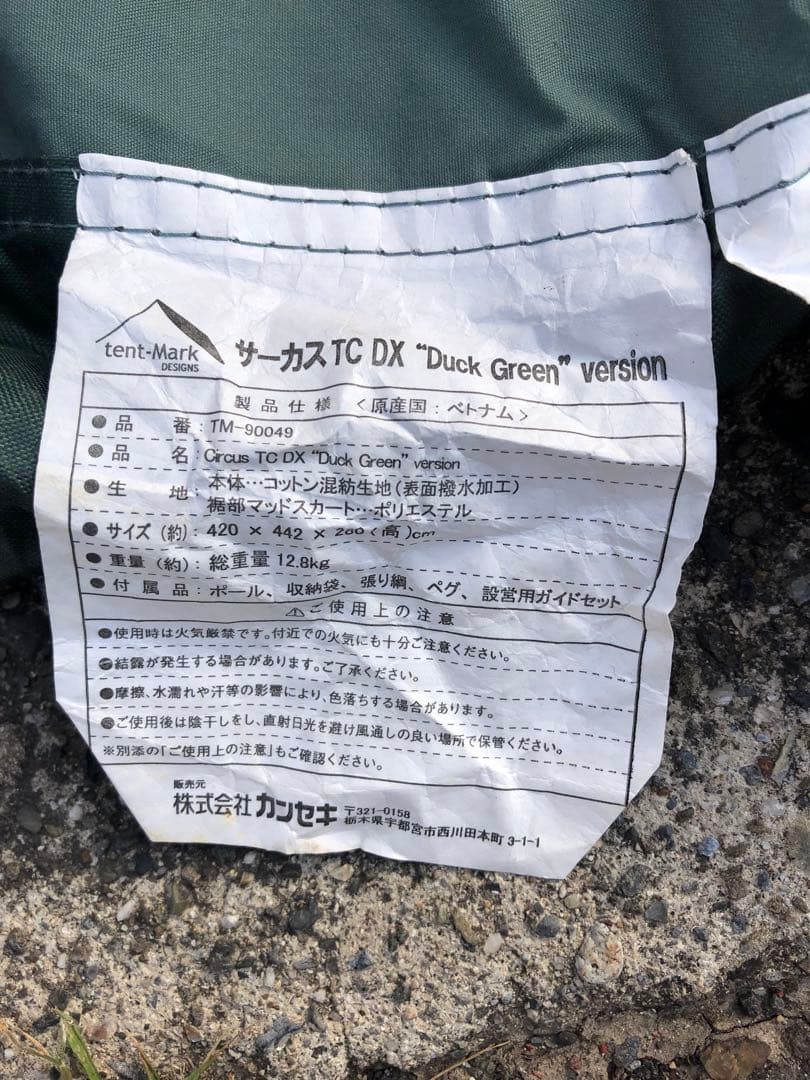 tent-Mark
DESIGNS
サーカスTC DX “Duck Green” version
製品仕様 〈原産国：ベトナム〉
●品 番：TM-90049
●品 名：Circus TC DX “Duck Green” version
●生 地：本体…コットン混紡生地（表面撥水加工）
裾部マッドスカート…ポリエステル
●サイズ（約）：420 × 442 × 280（高）cm
●重量（約）：総重量 12.8kg
●付属品：ポール、収納袋、張り綱、ペグ、設営用ガイドセット
⚠ご使用上の注意
●使用時は火気厳禁です。付近での火気にも十分ご注意ください。
●結露が発生する場合があります。ご了承ください。
●摩擦、水濡れや汗等の影響により、色落ちする場合があります。
●ご使用後は陰干しをし、直射日光を避け風通しの良い場所で保管ください。
※別添の「ご使用上の注意」もご確認ください。
販売元
株式会社 カンセキ
〒321-0158
栃木県宇都宮市西川田本町 3-1-1